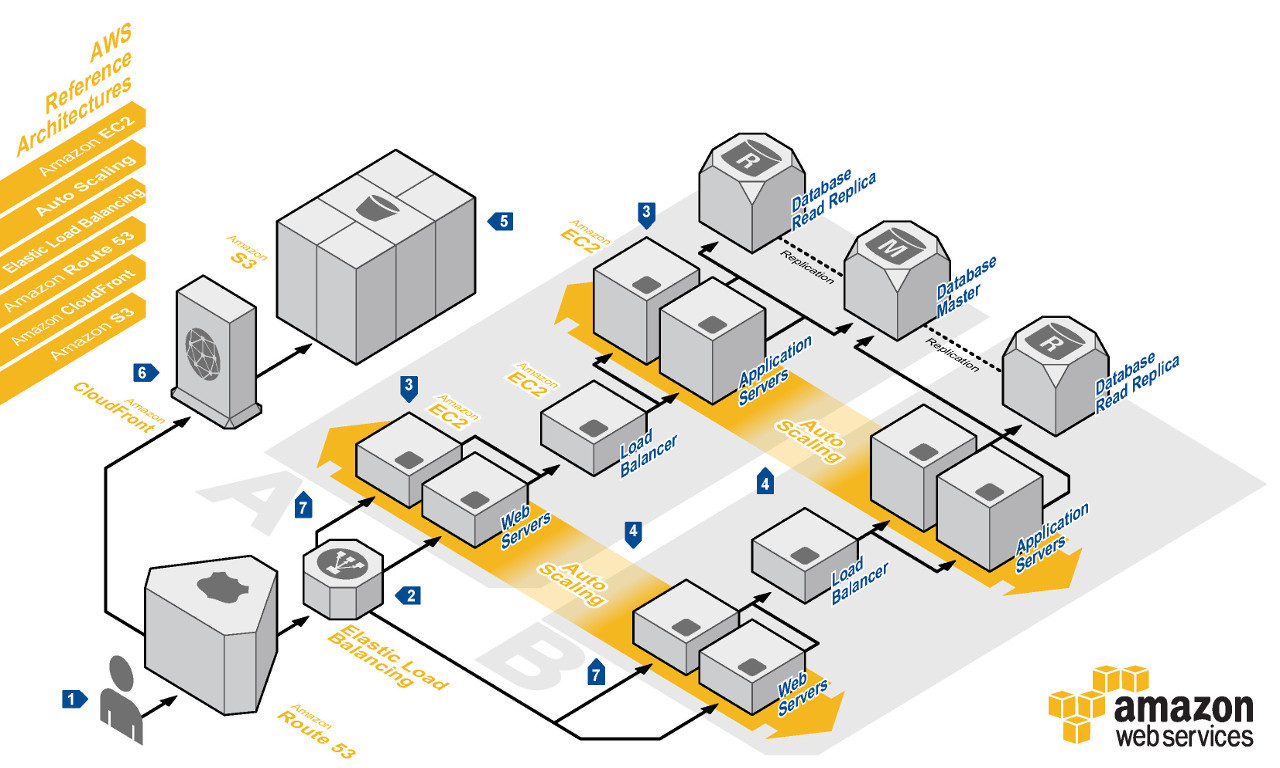 AWS
Reference
Architectures
Amazon EC2
Auto Scaling
Elastic Load Balancing
Amazon Route 53
Amazon CloudFront
Amazon S3
Amazon
S3
5
6
Amazon
CloudFront
1
Amazon
Route 53
2
Elastic Load
Balancing
7
3
Amazon
EC2
Web
Servers
A
Amazon
EC2
Load
Balancer
3
Amazon
EC2
Application
Servers
R
Database
Read Replica
Replication
M
Database
Master
Replication
R
Database
Read Replica
Auto
Scaling
4
4
Auto
Scaling
B
7
Web
Servers
Load
Balancer
Application
Servers
amazon
web services